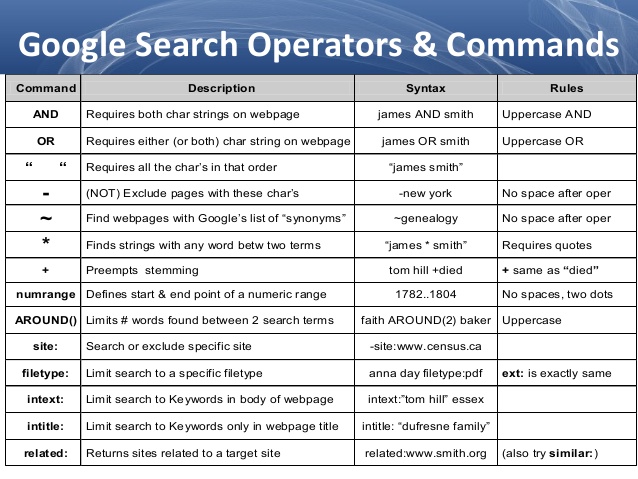 Google Search Operators & Commands
Command Description Syntax Rules
AND Requires both char strings on webpage james AND smith Uppercase AND
OR Requires either (or both) char string on webpage james OR smith Uppercase OR
“ “ Requires all the char’s in that order “james smith”
- (NOT) Exclude pages with these char’s -new york No space after oper
~ Find webpages with Google’s list of “synonyms” ~genealogy No space after oper
* Finds strings with any word betw two terms “james * smith” Requires quotes
+ Preempts stemming tom hill +died + same as “died”
numrange Defines start & end point of a numeric range 1782..1804 No spaces, two dots
AROUND() Limits # words found between 2 search terms faith AROUND(2) baker Uppercase
site: Search or exclude specific site -site:www.census.ca
filetype: Limit search to a specific filetype anna day filetype:pdf ext: is exactly same
intext: Limit search to Keywords in body of webpage intext:”tom hill” essex
intitle: Limit search to Keywords only in webpage title intitle: “dufresne family”
related: Returns sites related to a target site related:www.smith.org (also try similar:)